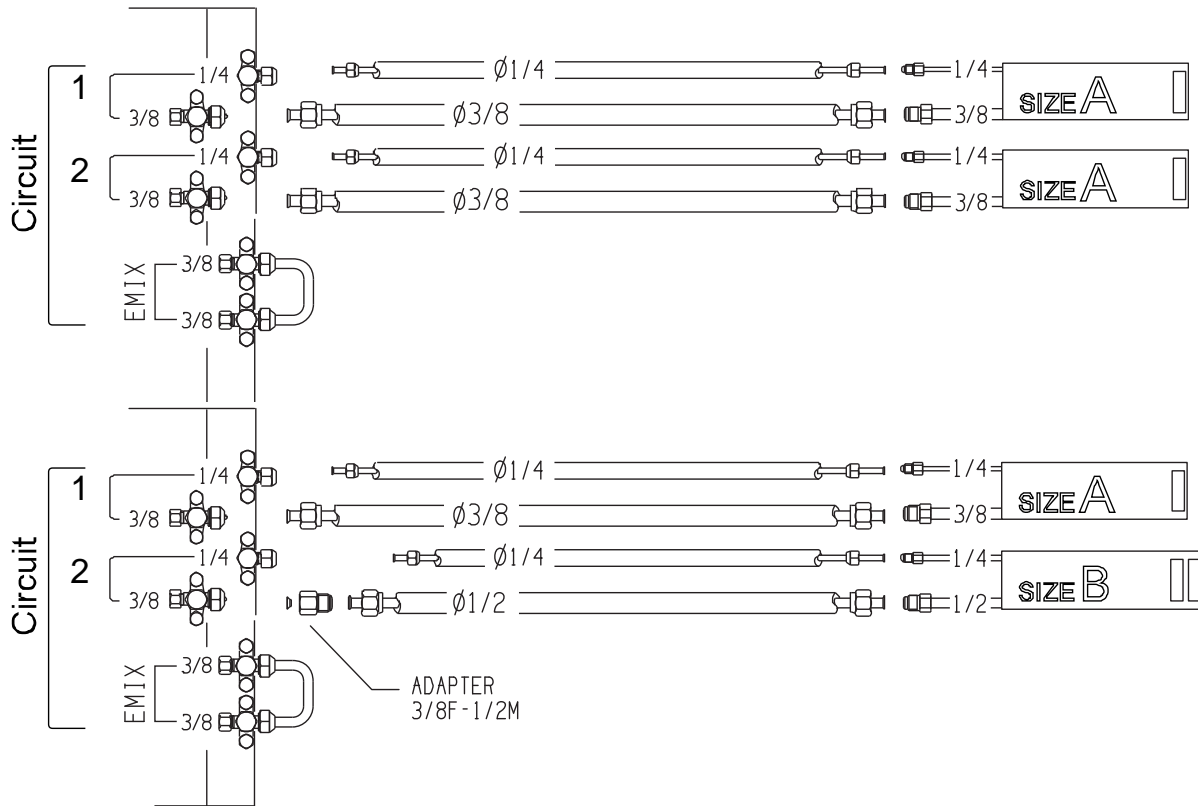 Circuit
1
1/4
Ø1/4
1/4
3/8
Ø3/8
3/8
SIZE A
2
1/4
Ø1/4
1/4
3/8
Ø3/8
3/8
SIZE A
EMIX
3/8
3/8
Circuit
1
1/4
Ø1/4
1/4
3/8
Ø3/8
3/8
SIZE A
2
1/4
Ø1/4
1/4
3/8
Ø1/2
1/2
SIZE B
EMIX
3/8
3/8
ADAPTER
3/8F-1/2M